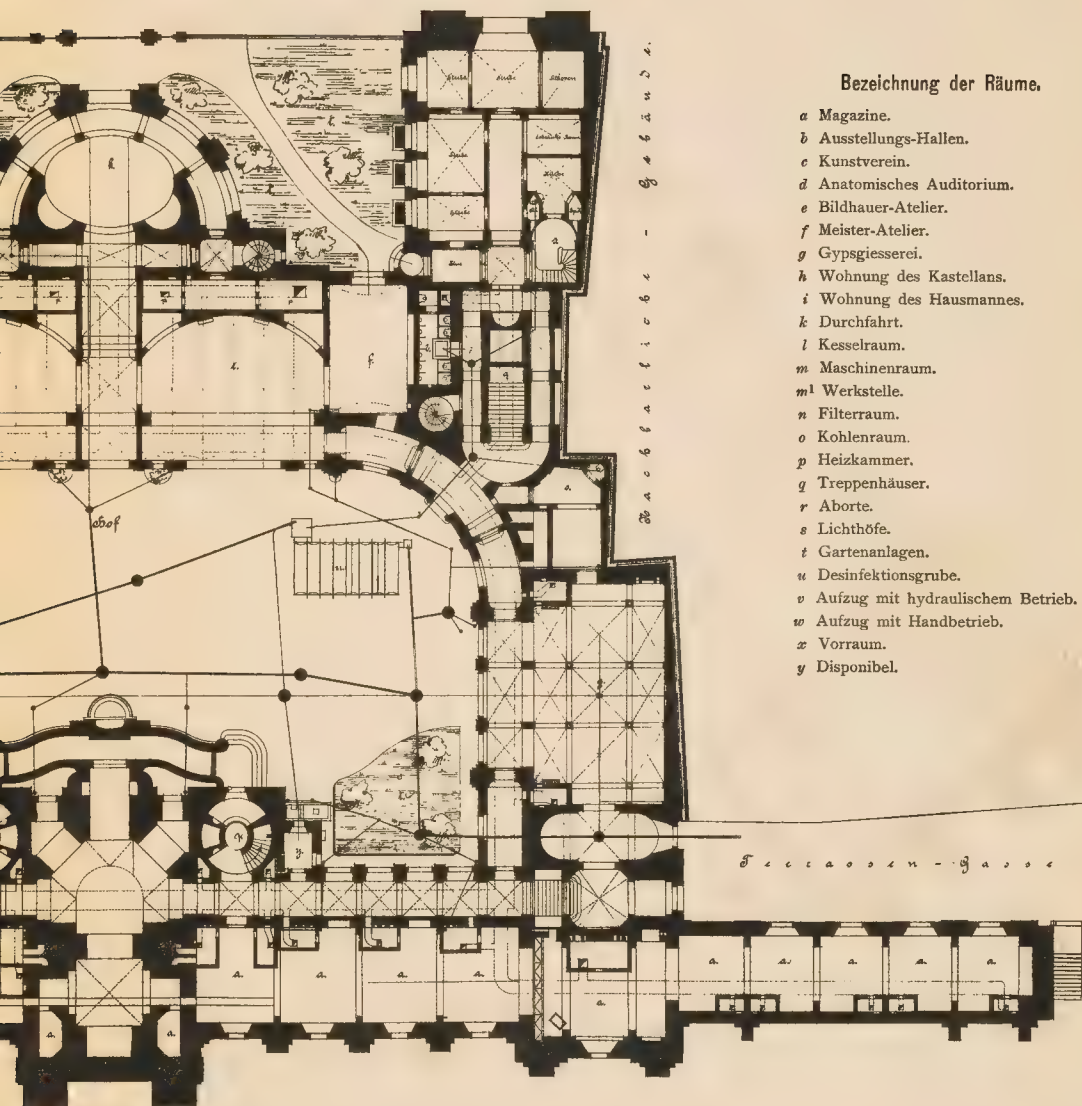 Bezeichnung der Räume.
a Magazine.
b Ausstellungs-Hallen.
c Kunstverein.
d Anatomisches Auditorium.
e Bildhauer-Atelier.
f Meister-Atelier.
g Gypsgiesserei.
h Wohnung des Kastellans.
i Wohnung des Hausmannes.
k Durchfahrt.
l Kesselraum.
m Maschinenraum.
m¹ Werkstelle.
n Filterraum.
o Kohlenraum.
p Heizkammer.
q Treppenhäuser.
r Aborte.
s Lichthöfe.
t Gartenanlagen.
u Desinfektionsgrube.
v Aufzug mit hydraulischem Betrieb.
w Aufzug mit Handbetrieb.
x Vorraum.
y Disponibel.
Nachbarliche - Gebäude.
Hof
Terrassen - Gasse
a.
a.
a.
a.
a.
a.
a.
a.
a.
a.
a.
a.